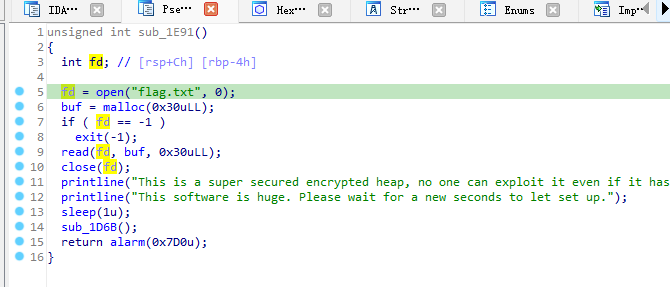 IDA⋯ Pse⋯ Hex⋯ Str⋯ Enums Imp⋯
1 unsigned int sub_1E91()
2 {
3 int fd; // [rsp+Ch] [rbp-4h]
4
5 fd = open("flag.txt", 0);
6 buf = malloc(0x30uLL);
7 if ( fd == -1 )
8 exit(-1);
9 read(fd, buf, 0x30uLL);
10 close(fd);
11 printline("This is a super secured encrypted heap, no one can exploit it even if it has
12 printline("This software is huge. Please wait for a new seconds to let set up.");
13 sleep(1u);
14 sub_1D6B();
15 return alarm(0x7D0u);
16 }